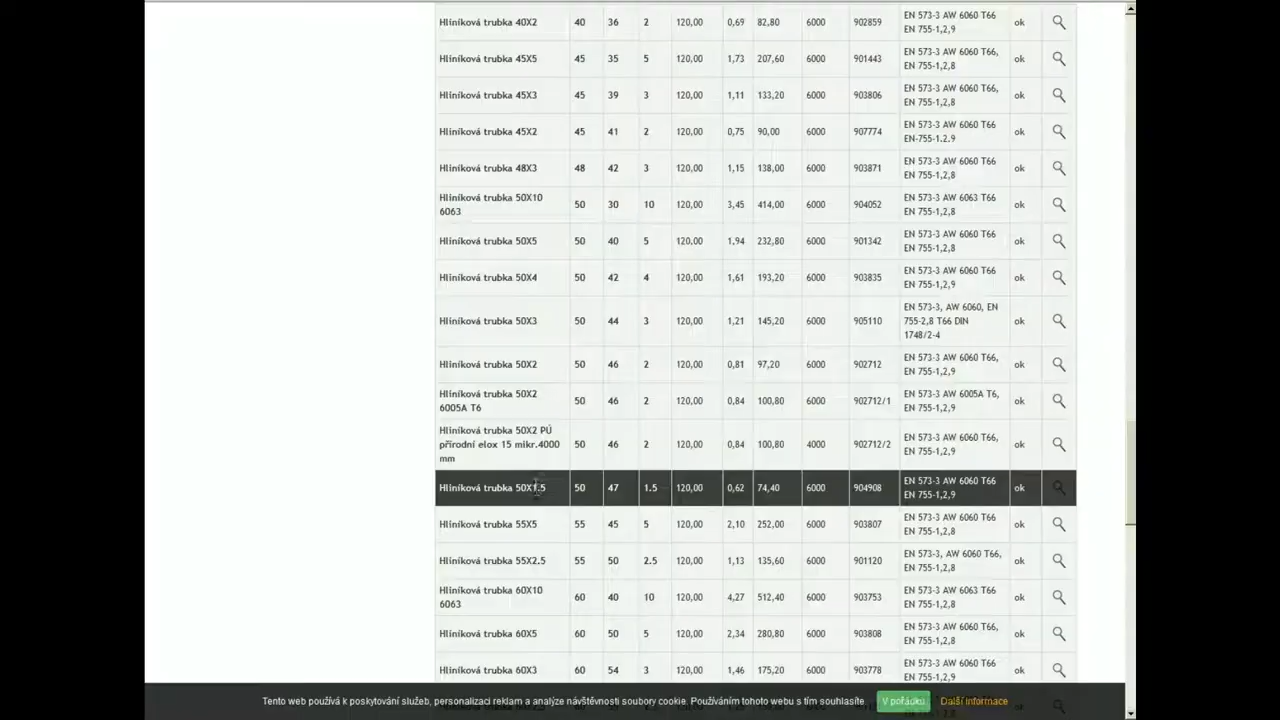 Hliníková trubka 40X2 40 36 2 120,00 0,69 82,80 6000 902859 EN 573-3 AW 6060 T66 EN 755-1,2,9 ok
Hliníková trubka 45X5 45 35 5 120,00 1,73 207,60 6000 901443 EN 573-3 AW 6060 T66, EN 755-1,2,8 ok
Hliníková trubka 45X3 45 39 3 120,00 1,11 133,20 6000 903806 EN 573-3 AW 6060 T66, EN 755-1,2,8 ok
Hliníková trubka 45X2 45 41 2 120,00 0,75 90,00 6000 907774 EN 573-3 AW 6060 T66 EN-755-1.2.9 ok
Hliníková trubka 48X3 48 42 3 120,00 1,15 138,00 6000 903871 EN 573-3 AW 6060 T66 EN 755-1,2,8 ok
Hliníková trubka 50X10 6063 50 30 10 120,00 3,45 414,00 6000 904052 EN 573-3 AW 6063 T66 EN 755-1,2,8 ok
Hliníková trubka 50X5 50 40 5 120,00 1,94 232,80 6000 901342 EN 573-3 AW 6060 T66 EN 755-1,2,8 ok
Hliníková trubka 50X4 50 42 4 120,00 1,61 193,20 6000 903835 EN 573-3 AW 6060 T66 EN 755-1,2,9 ok
Hliníková trubka 50X3 50 44 3 120,00 1,21 145,20 6000 905110 EN 573-3, AW 6060, EN 755-2,8 T66 DIN 1748/2-4 ok
Hliníková trubka 50X2 50 46 2 120,00 0,81 97,20 6000 902712 EN 573-3 AW 6060 T66, EN 755-1,2,9 ok
Hliníková trubka 50X2 6005A T6 50 46 2 120,00 0,84 100,80 6000 902712/1 EN 573-3 AW 6005A T6, EN 755-1,2,9 ok
Hliníková trubka 50X2 PÚ přírodní elox 15 mikr.4000 mm 50 46 2 120,00 0,84 100,80 4000 902712/2 EN 573-3 AW 6060 T66, EN 755-1,2,9 ok
Hliníková trubka 50X1.5 50 47 1.5 120,00 0,62 74,40 6000 904908 EN 573-3 AW 6060 T66 EN 755-1,2,9 ok
Hliníková trubka 55X5 55 45 5 120,00 2,10 252,00 6000 903807 EN 573-3 AW 6060 T66 EN 755-1,2,8 ok
Hliníková trubka 55X2.5 55 50 2.5 120,00 1,13 135,60 6000 901120 EN 573-3, AW 6060 T66, EN 755-1,2,8 ok
Hliníková trubka 60X10 6063 60 40 10 120,00 4,27 512,40 6000 903753 EN 573-3 AW 6063 T66 EN 755-1,2,8 ok
Hliníková trubka 60X5 60 50 5 120,00 2,34 280,80 6000 903808 EN 573-3 AW 6060 T66, EN 755-1,2,8 ok
Hliníková trubka 60X3 60 54 3 120,00 1,46 175,20 6000 903778 EN 573-3 AW 6060 T66 EN 755-1,2,9 ok
Tento web používá k poskytování služeb, personalizaci reklam a analýze návštěvnosti soubory cookie. Používáním tohoto webu s tím souhlasíte. V pořádku Další informace